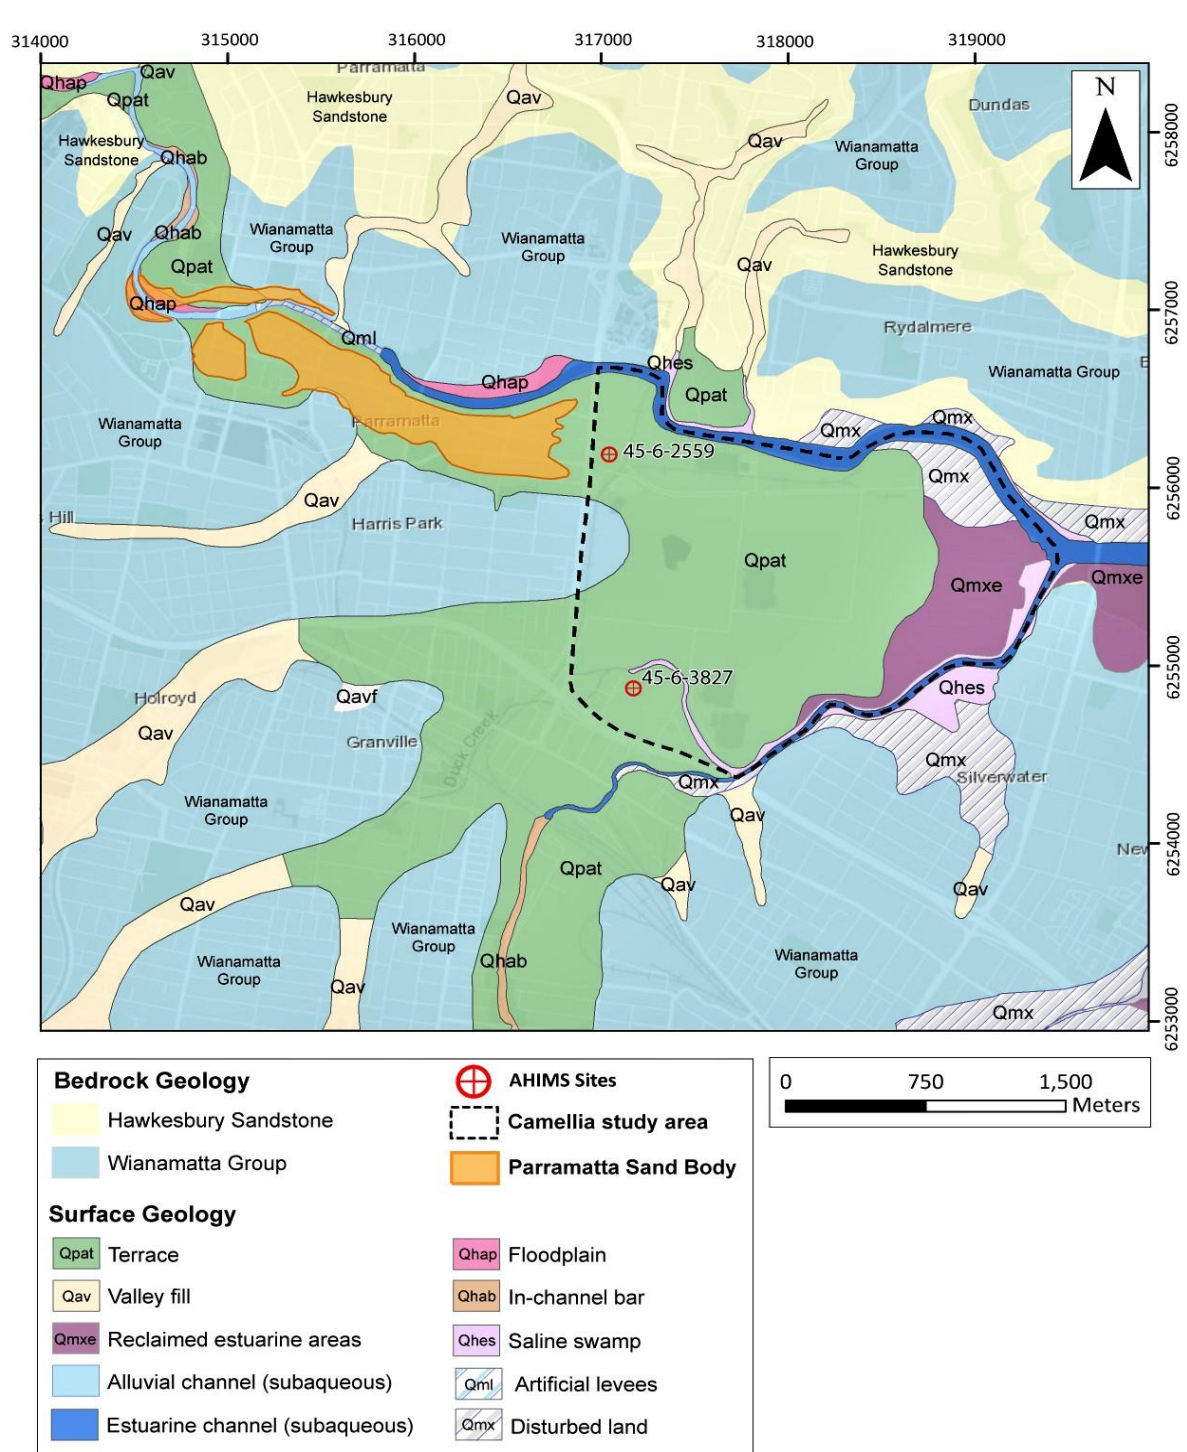 314000 315000 316000 317000 318000 319000
Parramatta
N
Qhap Qav
Qpat
Hawkesbury
Sandstone
Qav
Dundas
6258000
Hawkesbury
Sandstone
Qhab
Qav
Wianamatta
Group
Qav
Qhab
Wianamatta
Group
Wianamatta
Group
Qpat
Qav
Hawkesbury
Sandstone
Qhap
6257000
Qml
Rydalmere
Qhes
E
Wianamatta Group
Qhap
Qpat
Wianamatta
Group
Parramatta
Qmx
Qmx
45-6-2559
Qmx
6256000
Qav
s Hill
Harris Park
Qmx
Qpat
Qmxe
Qmxe
6255000
45-6-3827
Holroyd
Qavf
Qhes
Qav
Granville
Duck Creek
Qmx
Qmx
Silverwater
Wianamatta
Group
Qav
6254000
New
Qpat
Qav
Qav
Qav
Wianamatta
Group
Wianamatta
Group
Wianamatta
Group
Qhab
Qav
Qmx
6253000
Bedrock Geology
Hawkesbury Sandstone
Wianamatta Group
AHIMS Sites
Camellia study area
Parramatta Sand Body
Surface Geology
Qpat Terrace
Qav Valley fill
Qmxe Reclaimed estuarine areas
Alluvial channel (subaqueous)
Estuarine channel (subaqueous)
Qhap Floodplain
Qhab In-channel bar
Qhes Saline swamp
Qml Artificial levees
Qmx Disturbed land
0 750 1,500
Meters